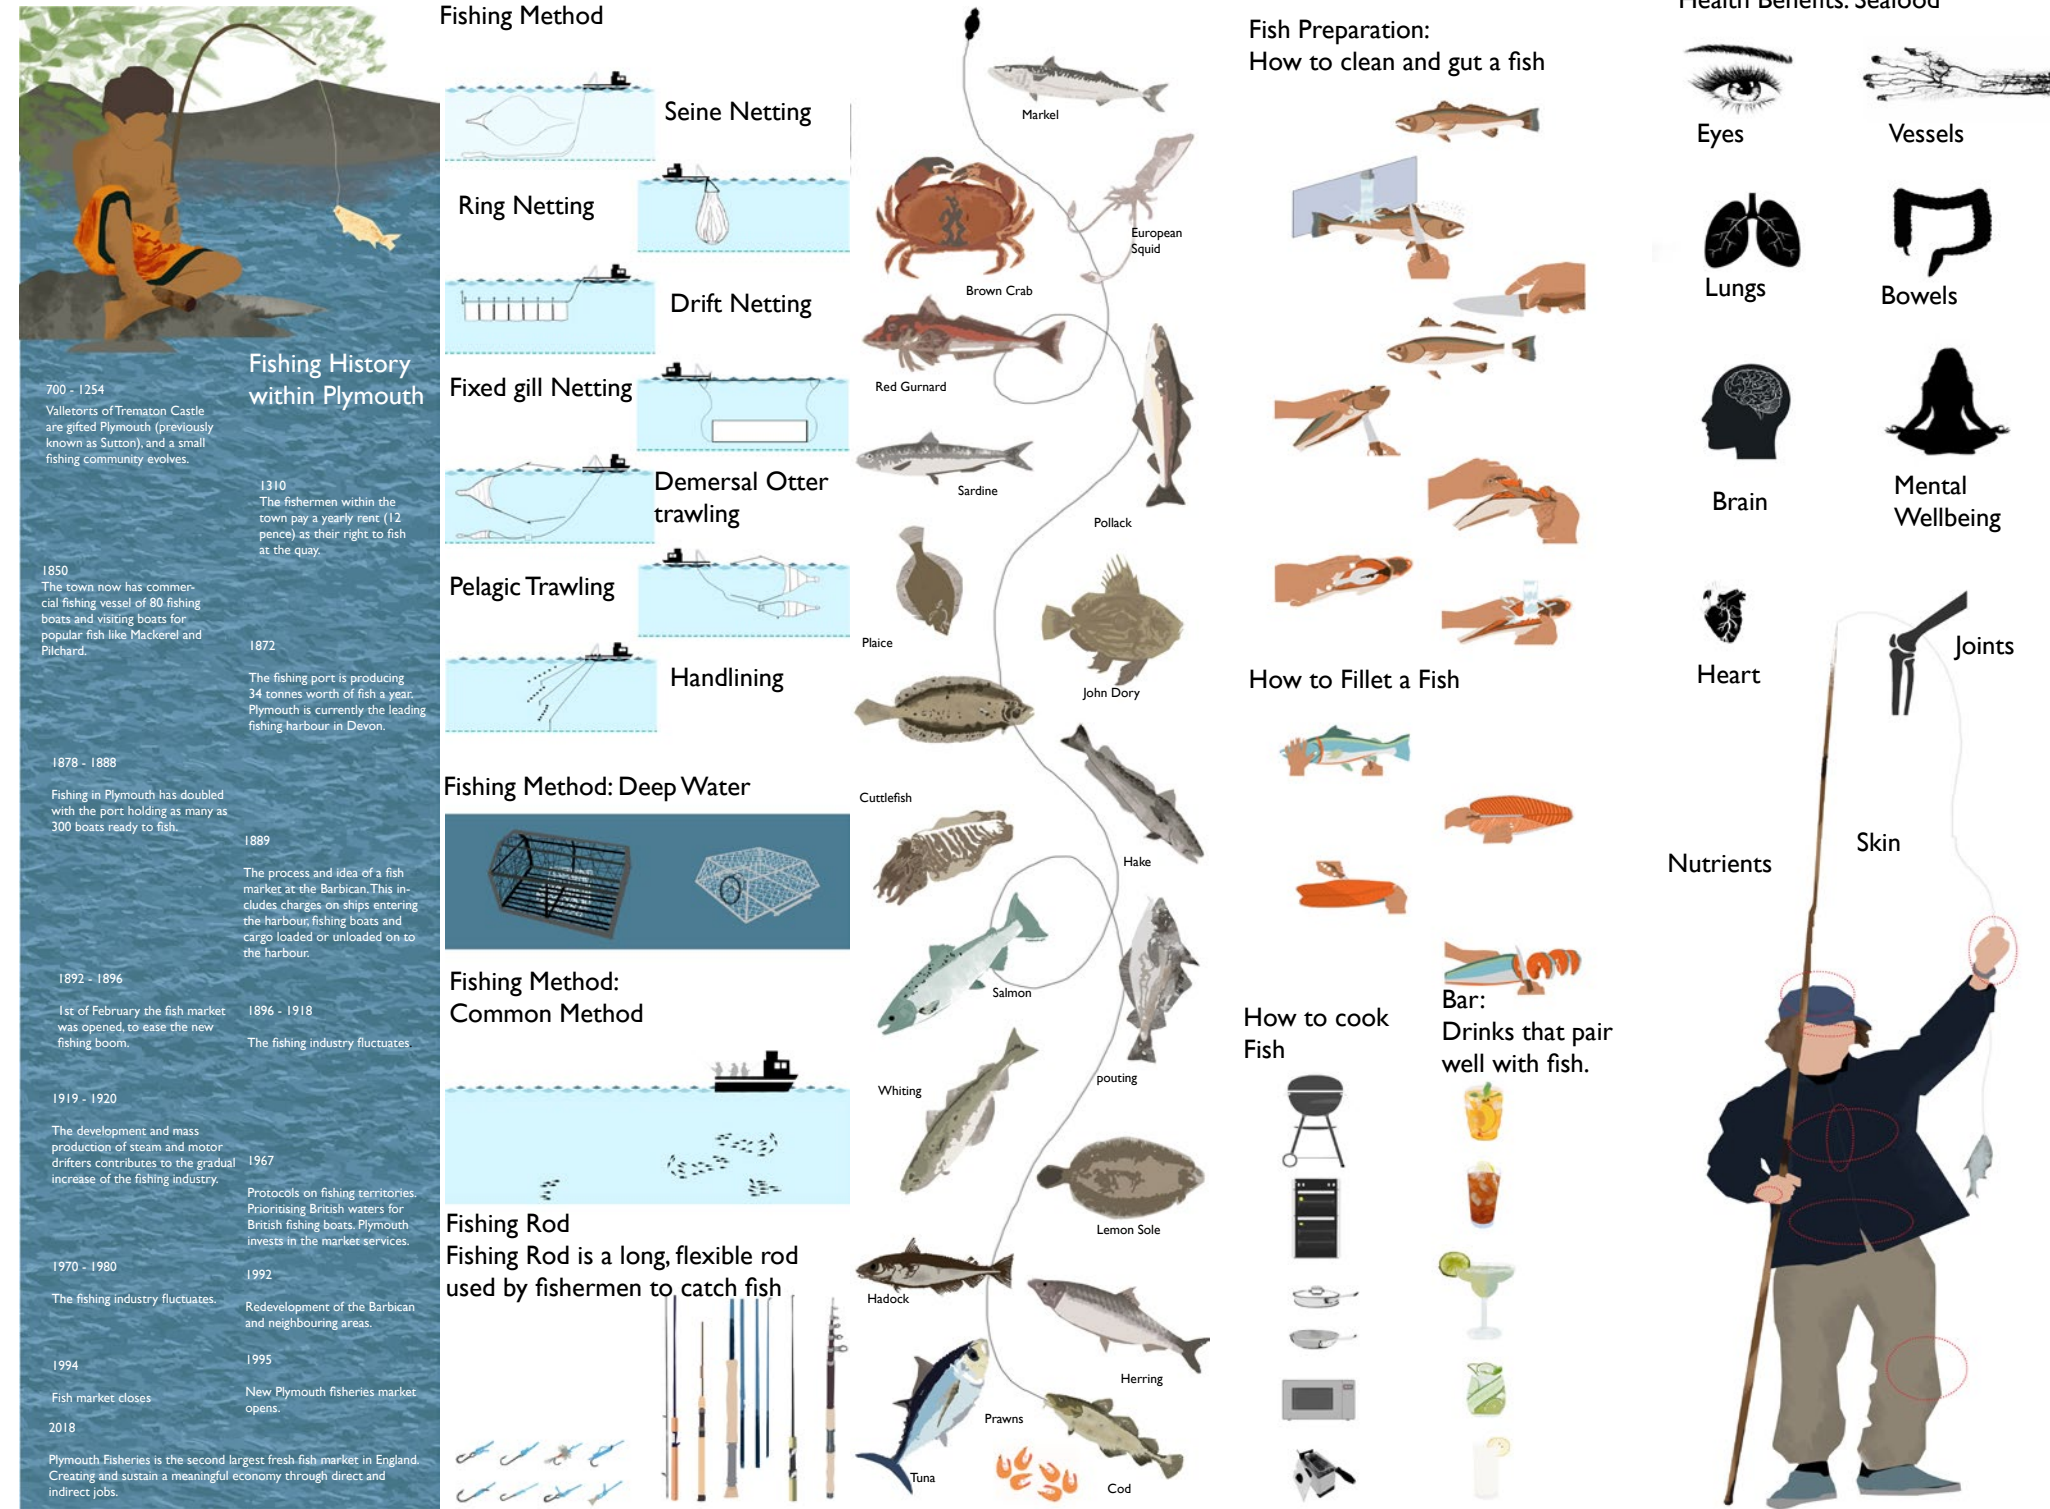 Fishing History
within Plymouth
700 - 1254
Valletorts of Trematon Castle
are gifted Plymouth (previously
known as Sutton), and a small
fishing community evolves.
1310
The fishermen within the
town pay a yearly rent (12
pence) as their right to fish
at the quay.
1850
The town now has commer-
cial fishing vessel of 80 fishing
boats and visiting boats for
popular fish like Mackerel and
Pilchard.
1872
The fishing port is producing
34 tonnes worth of fish a year.
Plymouth is currently the leading
fishing harbour in Devon.
1878 - 1888
Fishing in Plymouth has doubled
with the port holding as many as
300 boats ready to fish.
1889
The process and idea of a fish
market at the Barbican. This in-
cludes charges on ships entering
the harbour, fishing boats and
cargo loaded or unloaded on to
the harbour.
1892 - 1896
1st of February the fish market
was opened, to ease the new
fishing boom.
1896 - 1918
The fishing industry fluctuates.
1919 - 1920
The development and mass
production of steam and motor
drifters contributes to the gradual
increase of the fishing industry.
1967
Protocols on fishing territories.
Prioritising British waters for
British fishing boats. Plymouth
invests in the market services.
1970 - 1980
The fishing industry fluctuates.
1992
Redevelopment of the Barbican
and neighbouring areas.
1994
Fish market closes
1995
New Plymouth fisheries market
opens.
2018
Plymouth Fisheries is the second largest fresh fish market in England.
Creating and sustain a meaningful economy through direct and
indirect jobs.
Fishing Method
Seine Netting
Ring Netting
Drift Netting
Fixed gill Netting
Demersal Otter
trawling
Pelagic Trawling
Handlining
Fishing Method: Deep Water
Fishing Method:
Common Method
Fishing Rod
Fishing Rod is a long, flexible rod
used by fishermen to catch fish
Markel
European
Squid
Brown Crab
Red Gurnard
Sardine
Pollack
Plaice
John Dory
Cuttlefish
Hake
Salmon
pouting
Whiting
Lemon Sole
Hadock
Herring
Prawns
Tuna
Cod
Fish Preparation:
How to clean and gut a fish
How to Fillet a Fish
How to cook
Fish
Bar:
Drinks that pair
well with fish.
Health Benefits: Seafood
Eyes
Vessels
Lungs
Bowels
Brain
Mental
Wellbeing
Heart
Joints
Nutrients
Skin